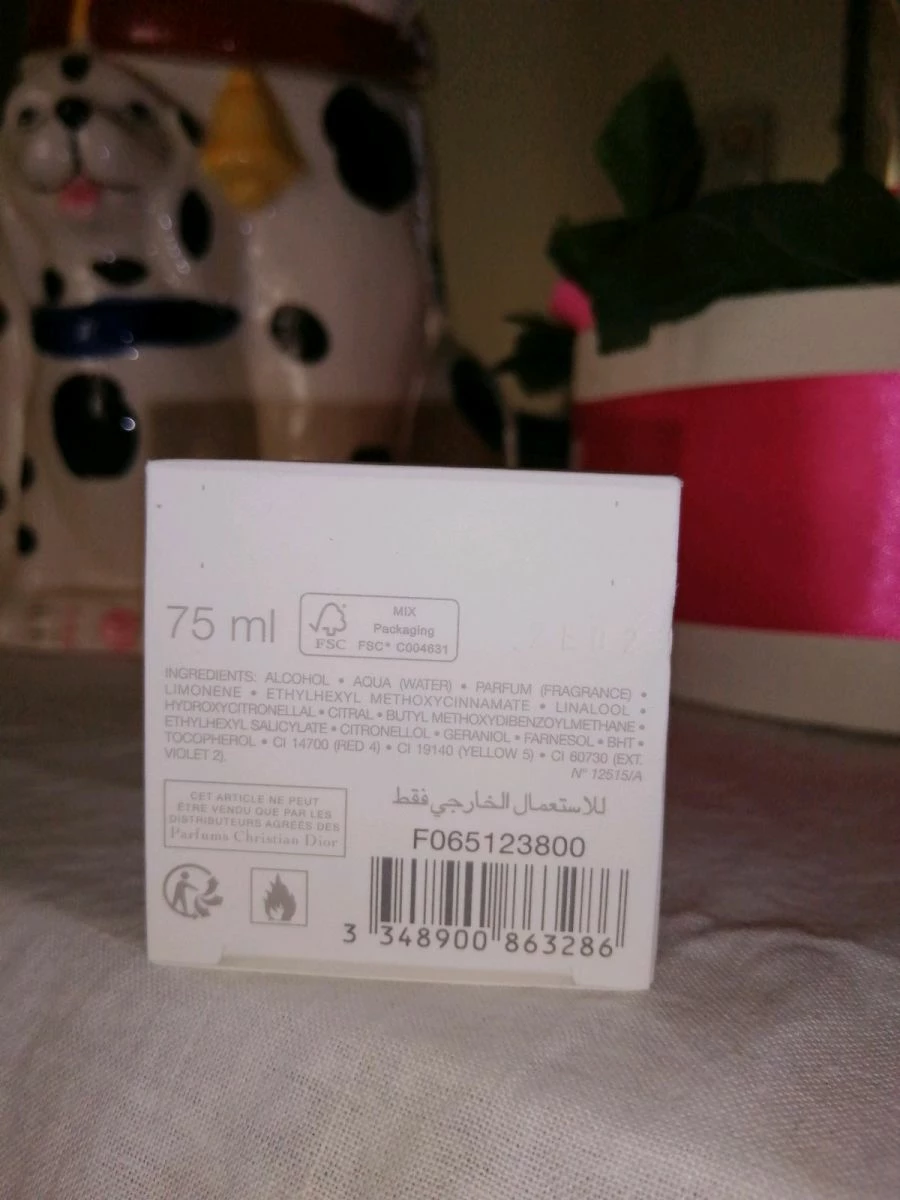 75 ml
FSC
MIX
Packaging
FSC® C004631
INGREDIENTS: ALCOHOL • AQUA (WATER) • PARFUM (FRAGRANCE) •
LIMONENE • ETHYLHEXYL METHOXYCINNAMATE • LINALOOL •
HYDROXYCITRONELLAL • CITRAL • BUTYL METHOXYDIBENZOYLMETHANE •
ETHYLHEXYL SALICYLATE • CITRONELLOL • GERANIOL • FARNESOL • BHT •
TOCOPHEROL • CI 14700 (RED 4) • CI 19140 (YELLOW 5) • CI 60730 (EXT.
VIOLET 2).
N° 12515/A
CET ARTICLE NE PEUT
ÊTRE VENDU QUE PAR LES
DISTRIBUTEURS AGRÉÉS DES
Parfums Christian Dior
للاستعمال الخارجي فقط
F065123800
3 348900 863286